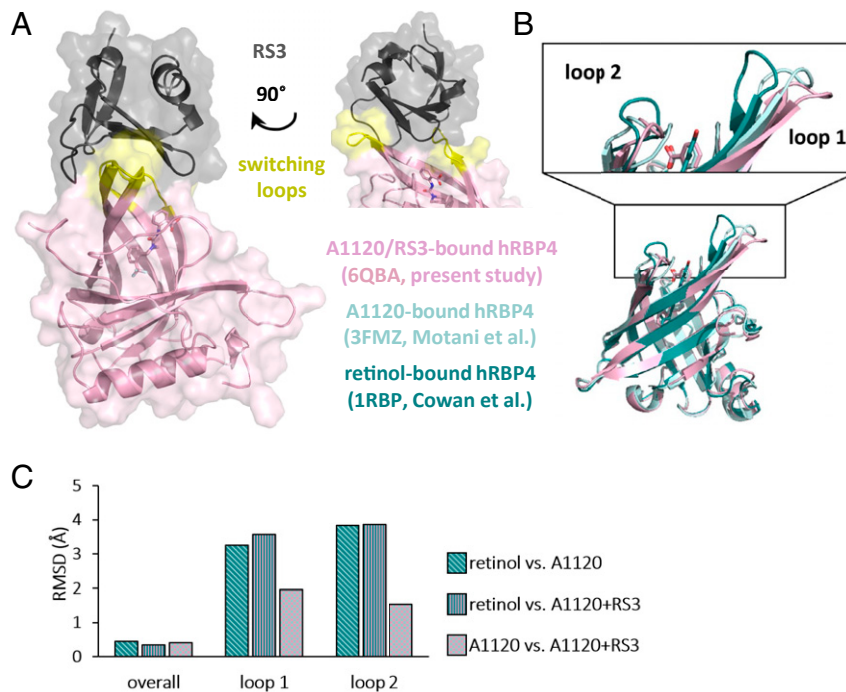 A
RS3
90°
switching
loops
A1120/RS3-bound hRBP4
(6QBA, present study)
A1120-bound hRBP4
(3FMZ, Motani et al.)
retinol-bound hRBP4
(1RBP, Cowan et al.)
B
loop 2
loop 1
C
RMSD (Å)
5
4
3
2
1
0
overall
loop 1
loop 2
retinol vs. A1120
retinol vs. A1120+RS3
A1120 vs. A1120+RS3